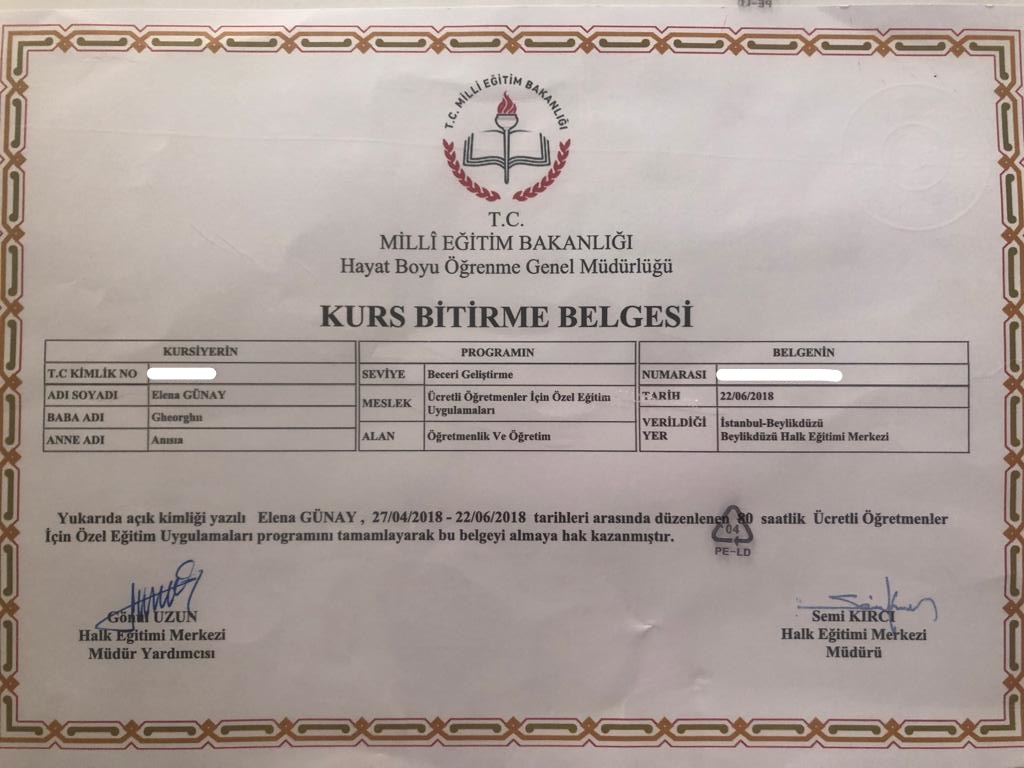 T.C. MİLLİ EĞİTİM BAKANLIĞI
T.C.
MİLLÎ EĞİTİM BAKANLIĞI
Hayat Boyu Öğrenme Genel Müdürlüğü
KURS BİTİRME BELGESİ
KURSİYERİN
T.C KİMLİK NO
ADI SOYADI Elena GÜNAY
BABA ADI Gheorghu
ANNE ADI Anısıa
PROGRAMIN
SEVİYE Beceri Geliştirme
MESLEK Ücretli Öğretmenler İçin Özel Eğitim
Uygulamaları
ALAN Öğretmenlik Ve Öğretim
BELGENİN
NUMARASI
TARİH 22/06/2018
VERİLDİĞİ YER İstanbul-Beylikdüzü
Beylikdüzü Halk Eğitimi Merkezi
Yukarıda açık kimliği yazılı Elena GÜNAY , 27/04/2018 - 22/06/2018 tarihleri arasında düzenlenen 80 saatlik Ücretli Öğretmenler
İçin Özel Eğitim Uygulamaları programını tamamlayarak bu belgeyi almaya hak kazanmıştır.
04
PE-LD
Gönül UZUN
Halk Eğitimi Merkezi
Müdür Yardımcısı
Semi KIRCI
Halk Eğitimi Merkezi
Müdürü